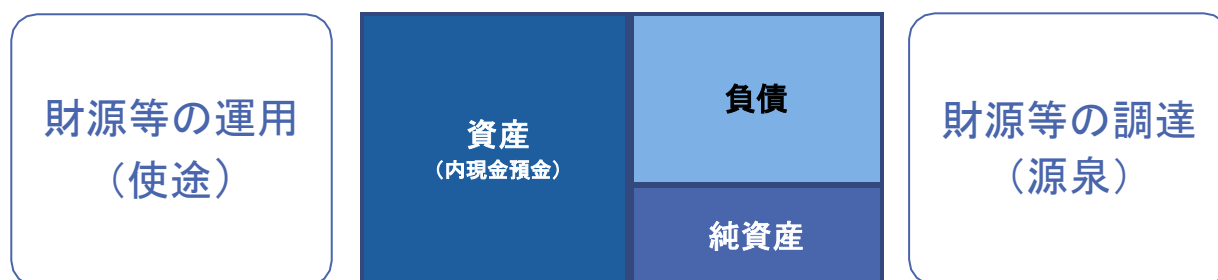 財源等の運用
（使途）
資産
（内現金預金）
負債
純資産
財源等の調達
（源泉）